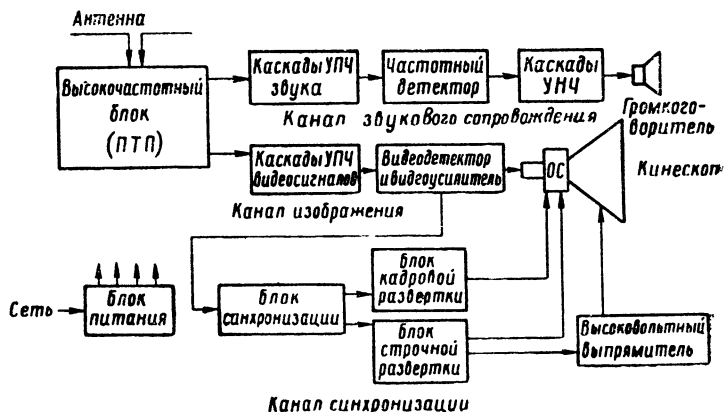 Антенна
Высокочастотный
блок
(ПТП)
Каскады УПЧ
звука
Частотный
детектор
Каскады
УНЧ
Громкого-
воритель
Канал звукового сопровождения
Каскады УПЧ
видеосигналов
Видеодетектор
и видеоусилитель
ОС
Кинескоп
Канал изображения
Сеть
Блок
питания
Блок
синхронизации
Блок
кадровой
развертки
Блок
строчной
развертки
Высоковольтный
выпрямитель
Канал синхронизации